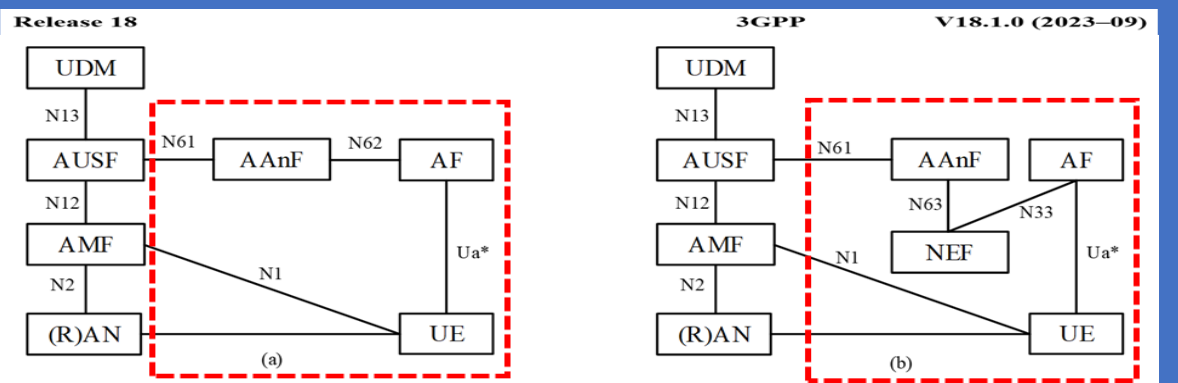 Release 18
3GPP
V18.1.0 (2023–09)
UDM
N13
AUSF
N61
AAnF
N62
AF
N12
AMF
N1
Ua*
N2
(R)AN
UE
(a)
UDM
N13
AUSF
N61
AAnF
AF
N12
N63
N33
AMF
N1
NEF
Ua*
N2
(R)AN
UE
(b)